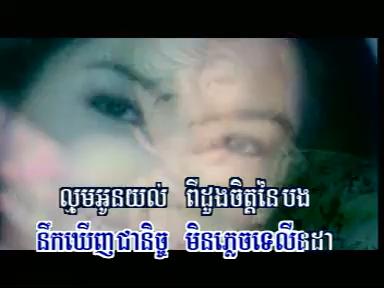 ល្មមអូនយល់ ពីដួងចិត្តនៃបង
នឹកឃើញជានិច្ច មិនភ្លេចទេលីនដា